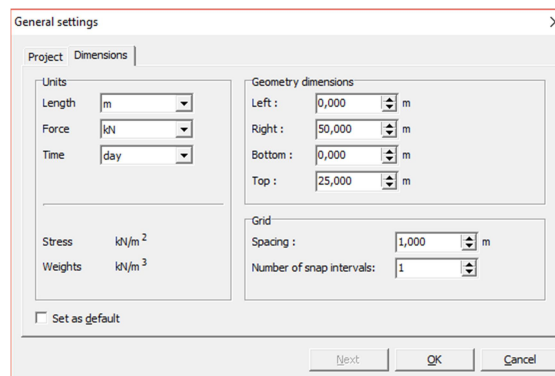 General settings
Project Dimensions
Units
Length m
Force kN
Time day
Stress kN/m²
Weights kN/m³
Set as default
Geometry dimensions
Left : 0,000 m
Right : 50,000 m
Bottom : 0,000 m
Top : 25,000 m
Grid
Spacing : 1,000 m
Number of snap intervals: 1
Next OK Cancel